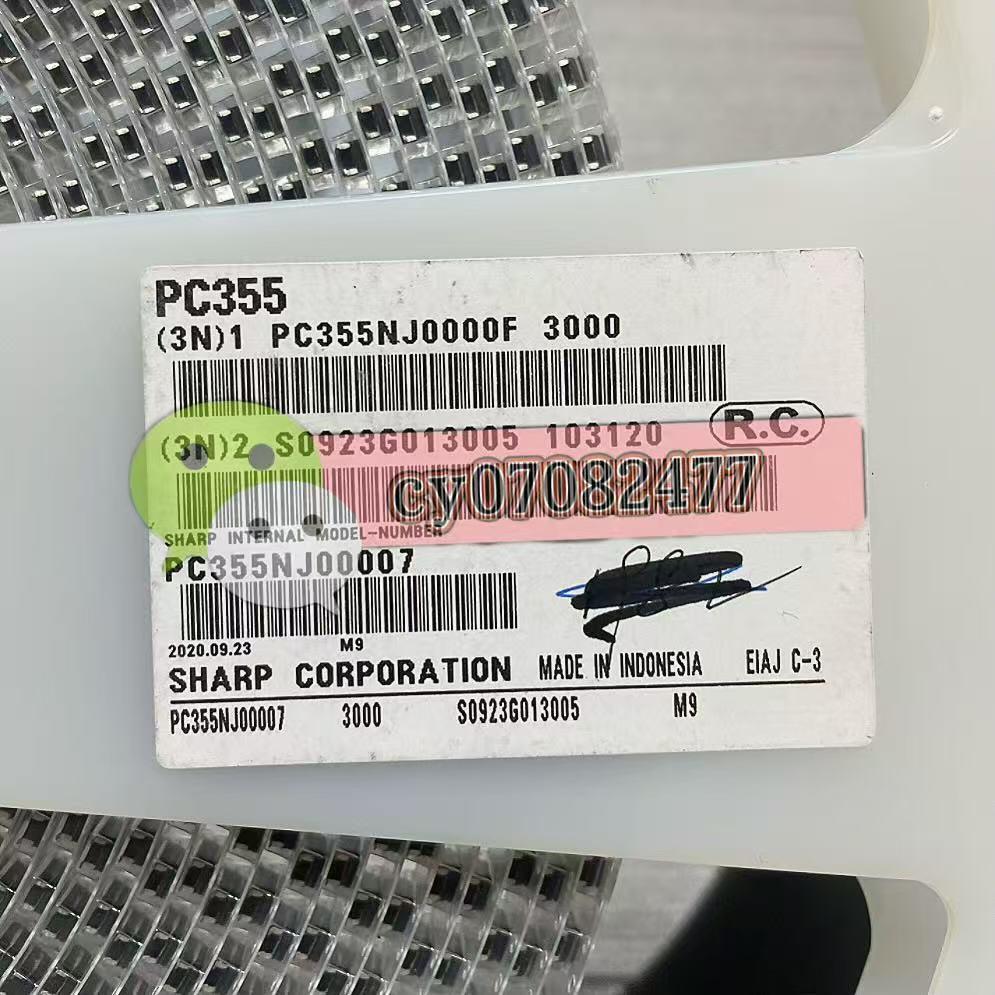 PC355
(3N)1 PC355NJ0000F 3000
R.C.
(3N)2 S0923G013005 103120
cy07082477
SHARP INTERNAL MODEL-NUMBER
PC355NJ00007
2020.09.23 M9
SHARP CORPORATION MADE IN INDONESIA EIAJ C-3
PC355NJ00007 3000 S0923G013005 M9